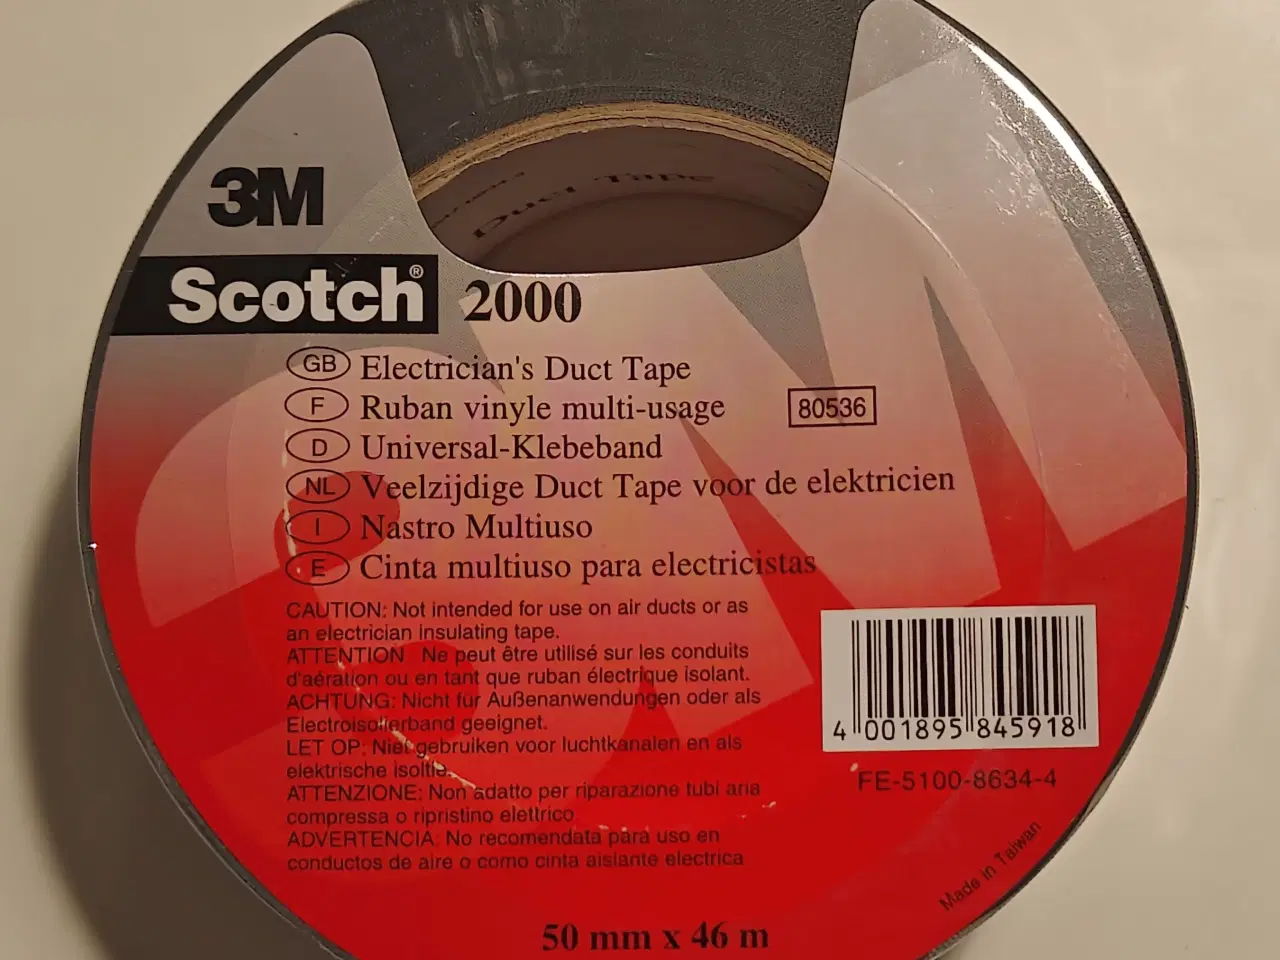 Duct Tape
3M
Scotch® 2000
GB Electrician's Duct Tape
F Ruban vinyle multi-usage
80536
D Universal-Klebeband
NL Veelzijdige Duct Tape voor de elektricien
I Nastro Multiuso
E Cinta multiuso para electricistas
CAUTION: Not intended for use on air ducts or as
an electrician insulating tape.
ATTENTION Ne peut être utilisé sur les conduits
d'aération ou en tant que ruban électrique isolant.
ACHTUNG: Nicht für Außenanwendungen oder als
Electroisolierband geeignet.
LET OP: Niet gebruiken voor luchtkanalen en als
elektrische
ATTENZIONE: Non adatto per riparazione tubi aria
compressa o ripristino elettrico
ADVERTENCIA: No recomendata para uso en
conductos de aire o como cinta aislante electrica
4 001895 845918
FE-5100-8634-4
Made in Taiwan
50 mm x 46 m